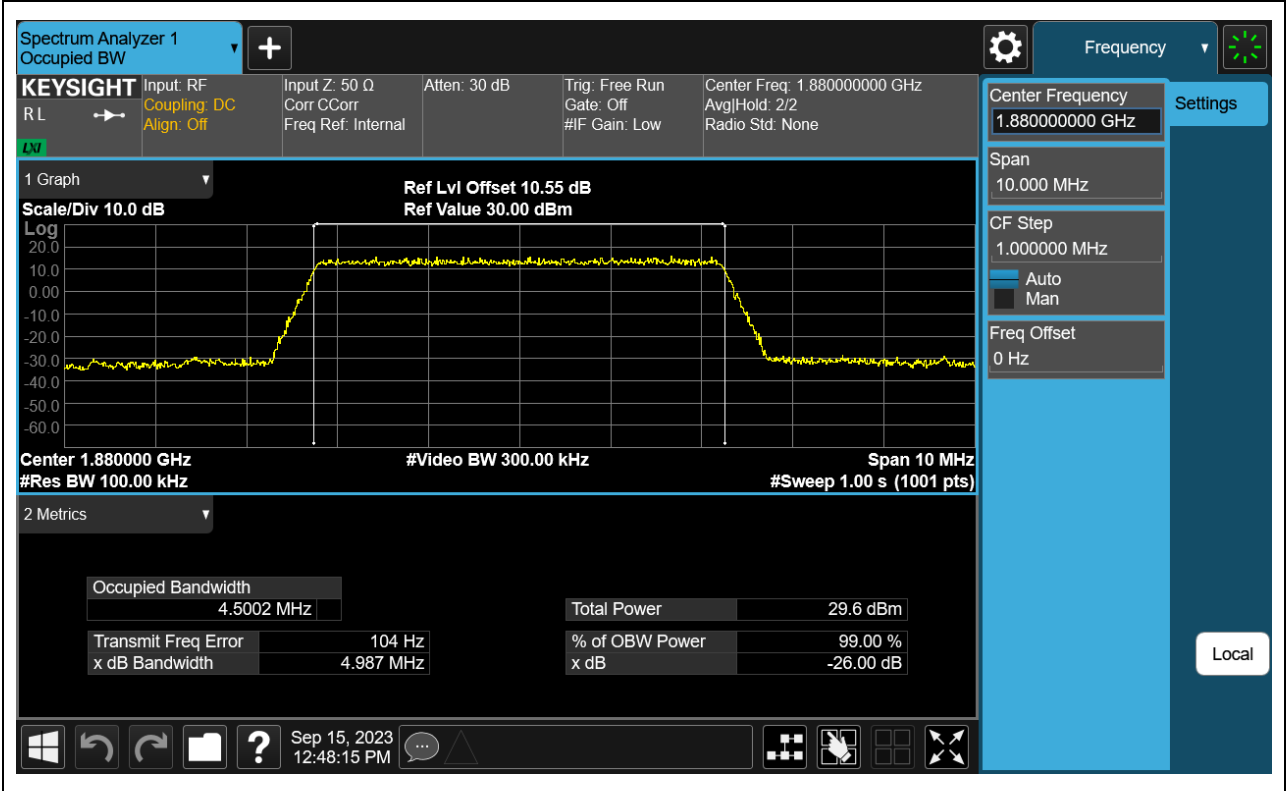 Spectrum Analyzer 1
Occupied BW
▼
+
Frequency
▼
KEYSIGHT
R L
LXI
Input: RF
Coupling: DC
Align: Off
Input Z: 50 Ω
Corr CCorr
Freq Ref: Internal
Atten: 30 dB
Trig: Free Run
Gate: Off
#IF Gain: Low
Center Freq: 1.880000000 GHz
Avg|Hold: 2/2
Radio Std: None
Center Frequency
1.880000000 GHz
Settings
Span
10.000 MHz
CF Step
1.000000 MHz
Auto
Man
Freq Offset
0 Hz
Local
1 Graph ▼
Scale/Div 10.0 dB
Ref Lvl Offset 10.55 dB
Ref Value 30.00 dBm
Log
20.0
10.0
0.00
-10.0
-20.0
-30.0
-40.0
-50.0
-60.0
Center 1.880000 GHz
#Video BW 300.00 kHz
Span 10 MHz
#Res BW 100.00 kHz
#Sweep 1.00 s (1001 pts)
2 Metrics ▼
Occupied Bandwidth
4.5002 MHz
Total Power 29.6 dBm
Transmit Freq Error 104 Hz
% of OBW Power 99.00 %
x dB Bandwidth 4.987 MHz
x dB -26.00 dB
?
Sep 15, 2023
12:48:15 PM